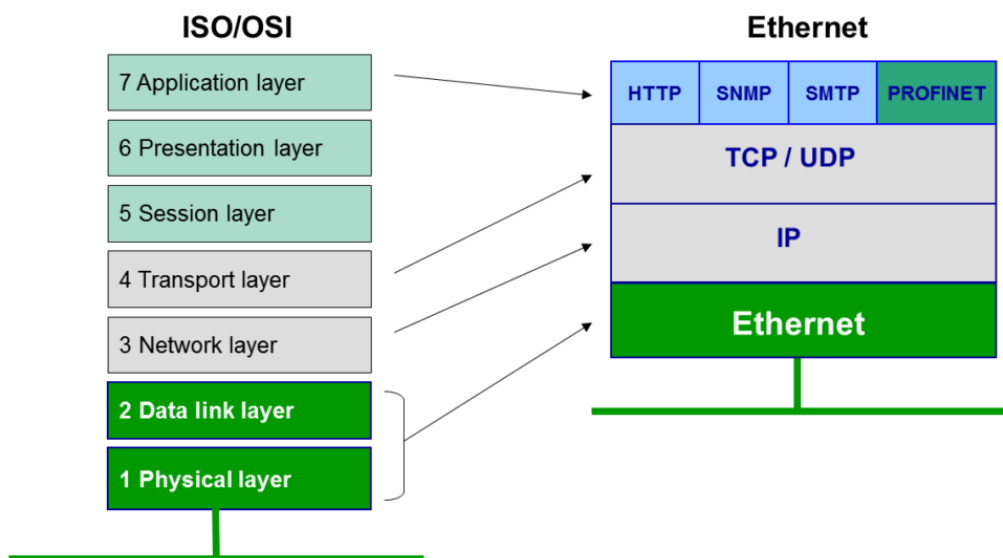 ISO/OSI
7 Application layer
6 Presentation layer
5 Session layer
4 Transport layer
3 Network layer
2 Data link layer
1 Physical layer
Ethernet
HTTP
SNMP
SMTP
PROFINET
TCP / UDP
IP
Ethernet